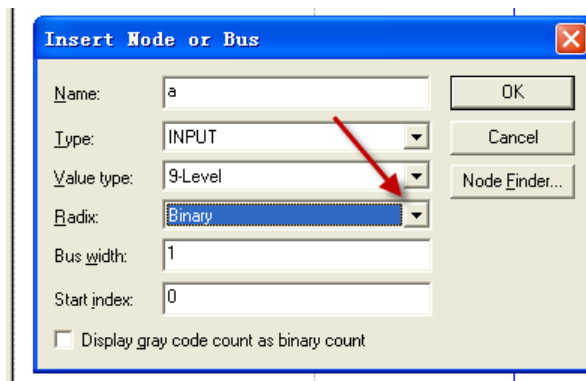 Insert Node or Bus
Name: a OK
Type: INPUT Cancel
Value type: 9-Level Node Finder...
Radix: Binary
Bus width: 1
Start index: 0
Display gray code count as binary count